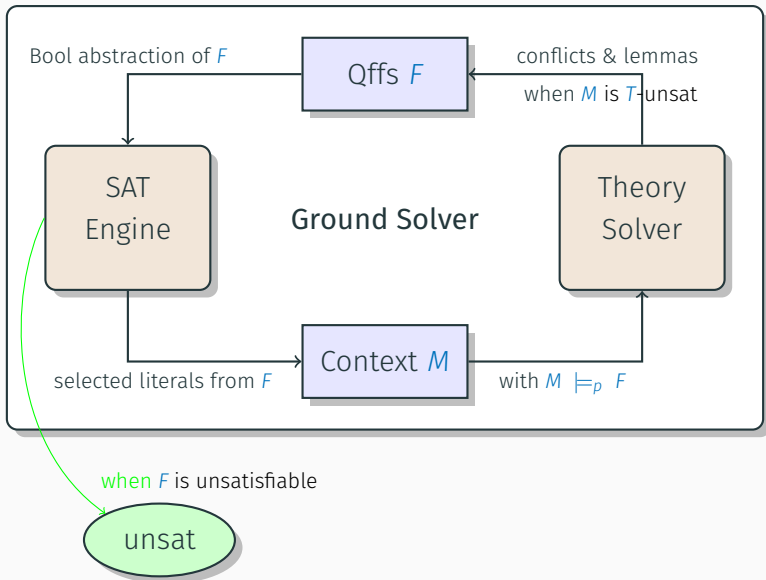 Bool abstraction of F
Qffs F
conflicts & lemmas
when M is T-unsat
SAT
Engine
Ground Solver
Theory
Solver
selected literals from F
Context M
with M ⊨p F
when F is unsatisfiable
unsat